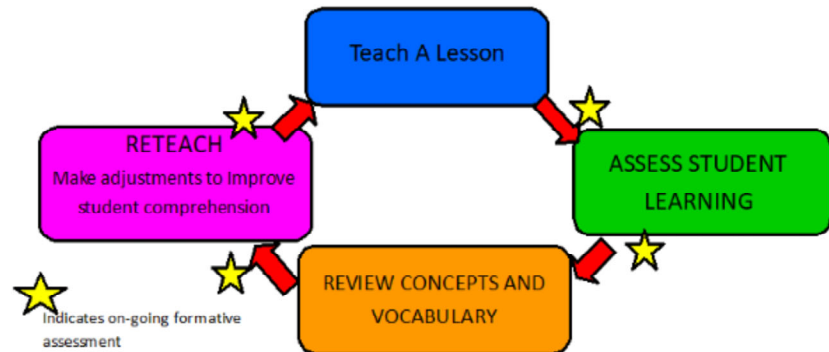 Teach A Lesson
RETEACH
Make adjustments to Improve
student comprehension
ASSESS STUDENT
LEARNING
REVIEW CONCEPTS AND
VOCABULARY
Indicates on-going formative
assessment